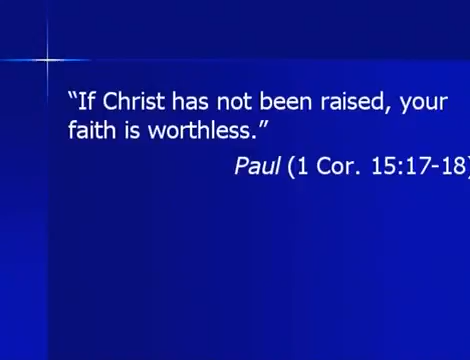 “If Christ has not been raised, your
faith is worthless.”
Paul (1 Cor. 15:17-18)